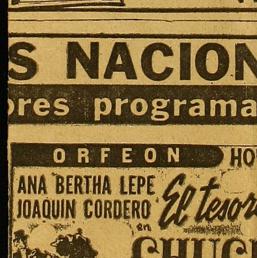 S NACION
ores programa
ORFEON HO
ANA BERTHA LEPE El tesor
JOAQUIN CORDERO
en
CHUC